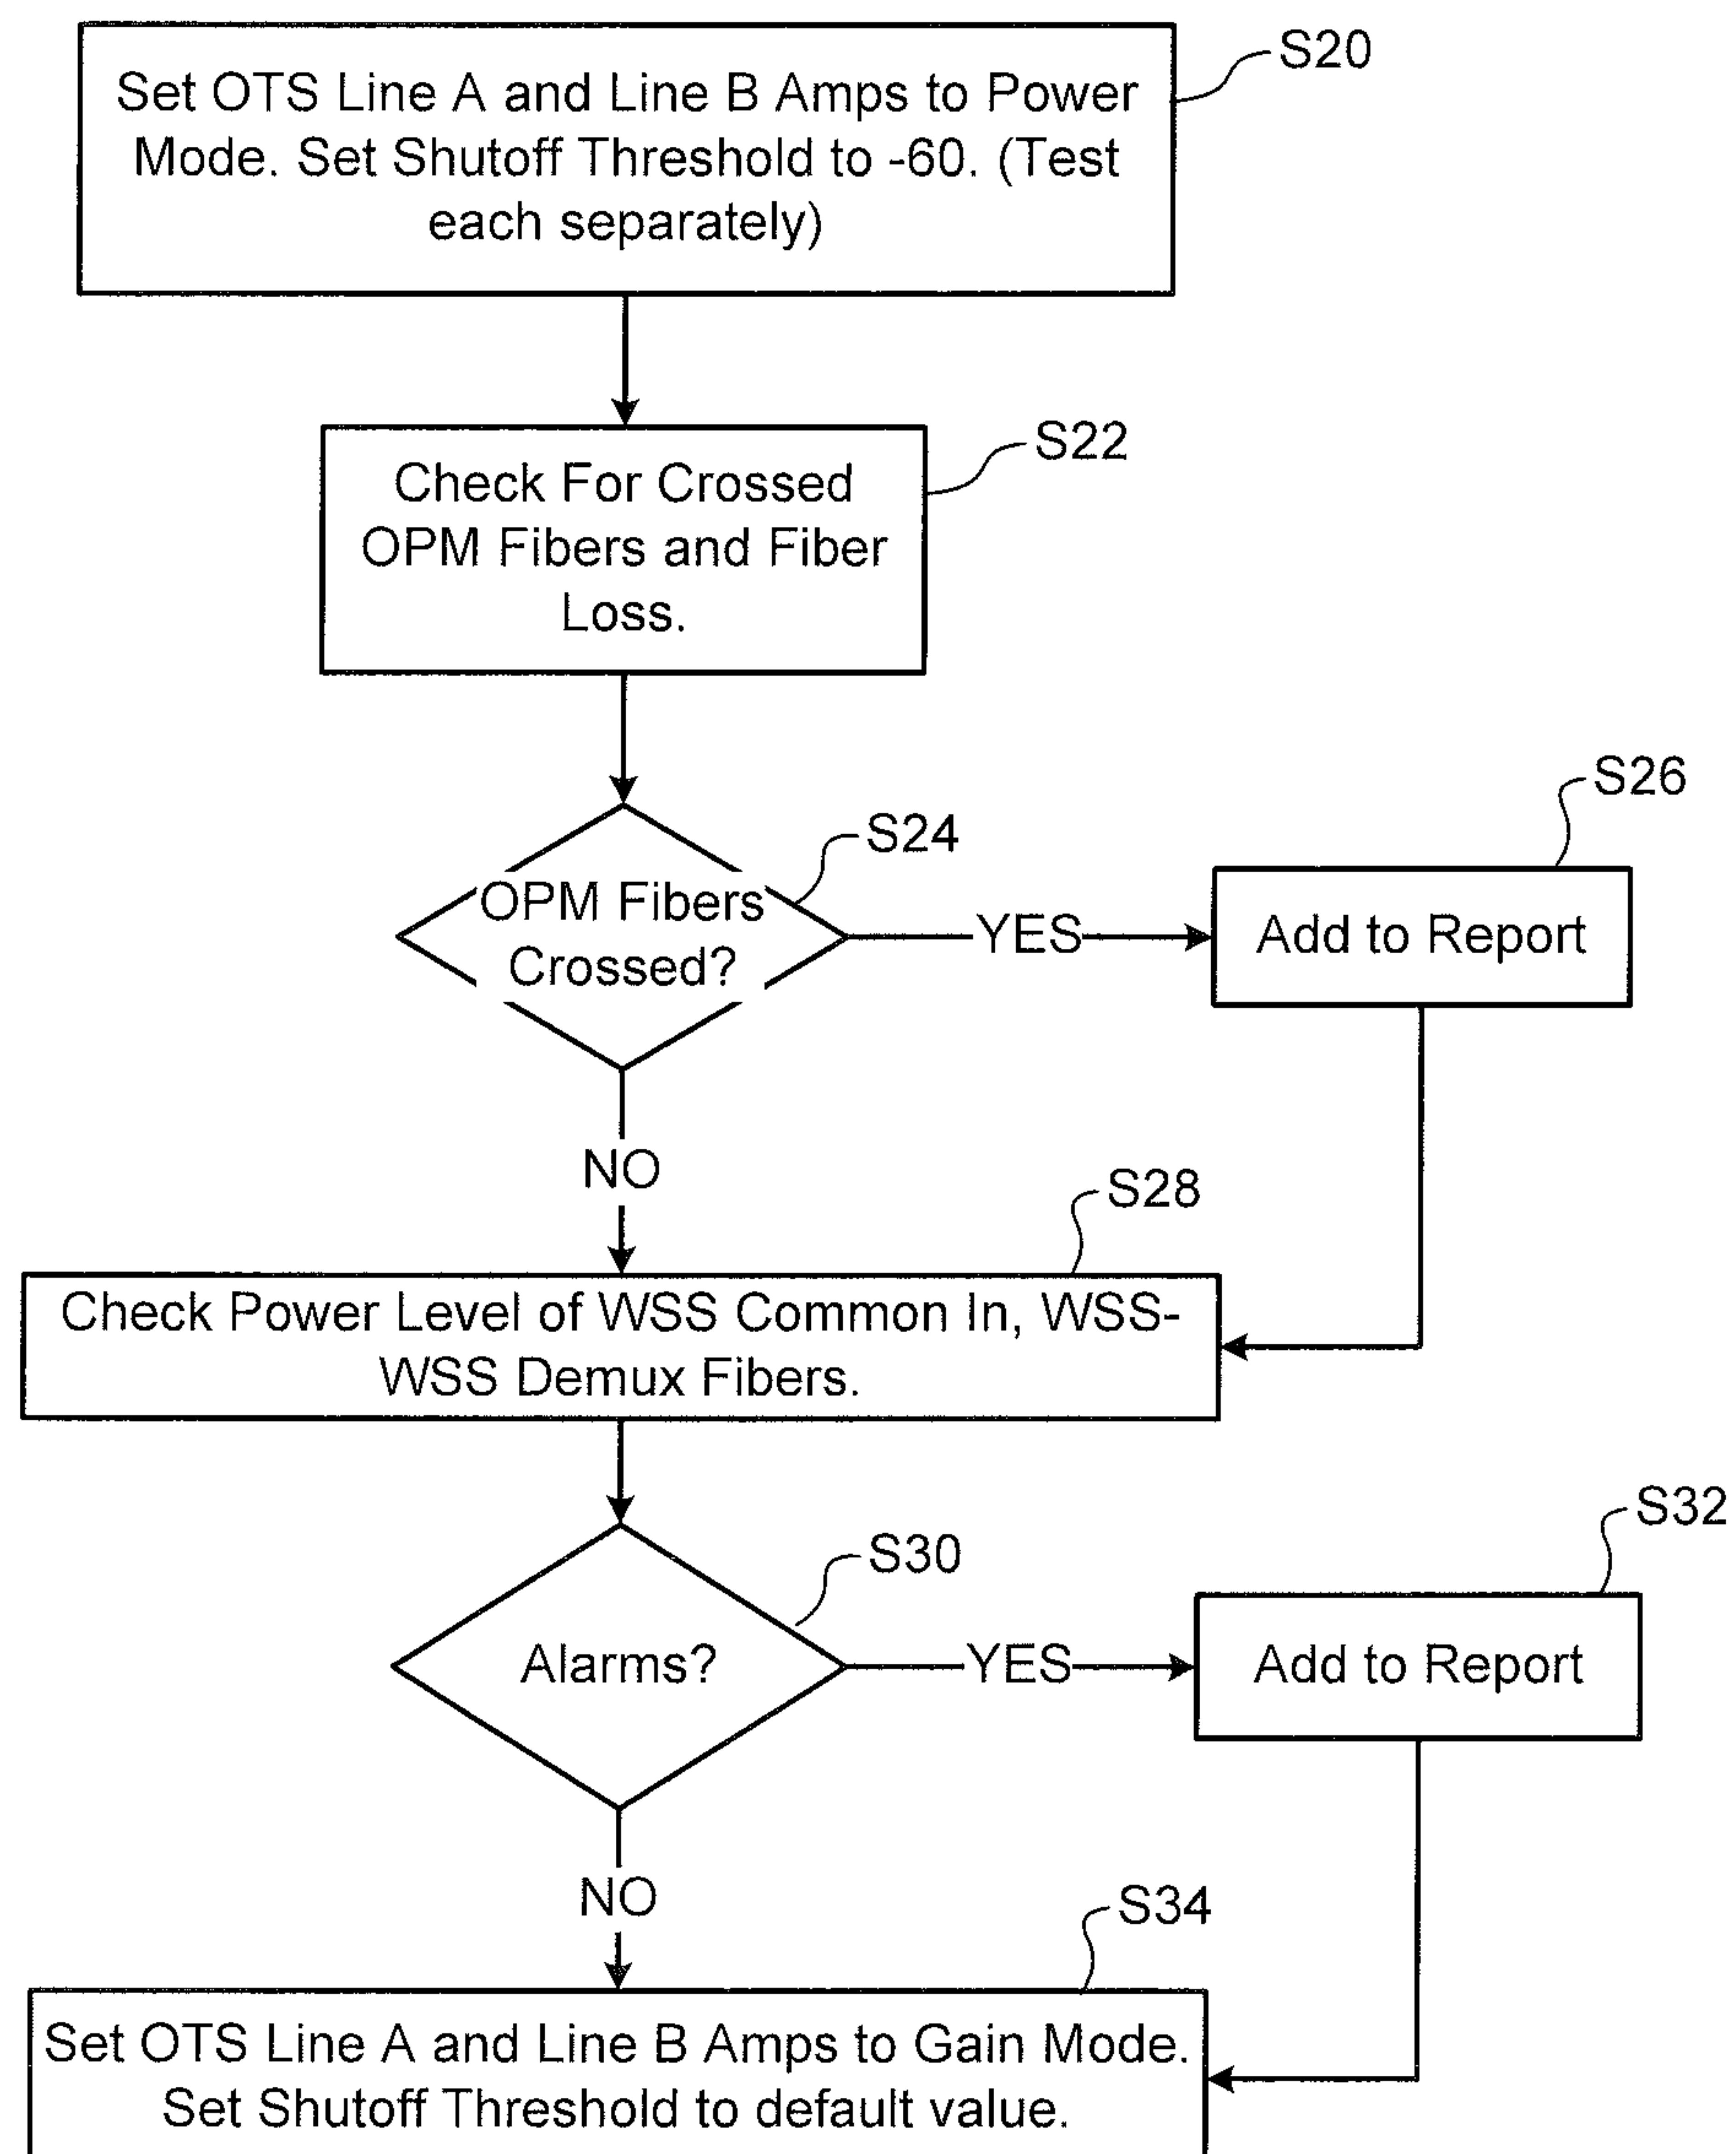 S20
Set OTS Line A and Line B Amps to Power
Mode. Set Shutoff Threshold to -60. (Test
each separately)
S22
Check For Crossed
OPM Fibers and Fiber
Loss.
S26
S24
OPM Fibers
Crossed?
YES
Add to Report
NO
S28
Check Power Level of WSS Common In, WSS-
WSS Demux Fibers.
S32
S30
Alarms?
YES
Add to Report
NO
S34
Set OTS Line A and Line B Amps to Gain Mode.
Set Shutoff Threshold to default value.